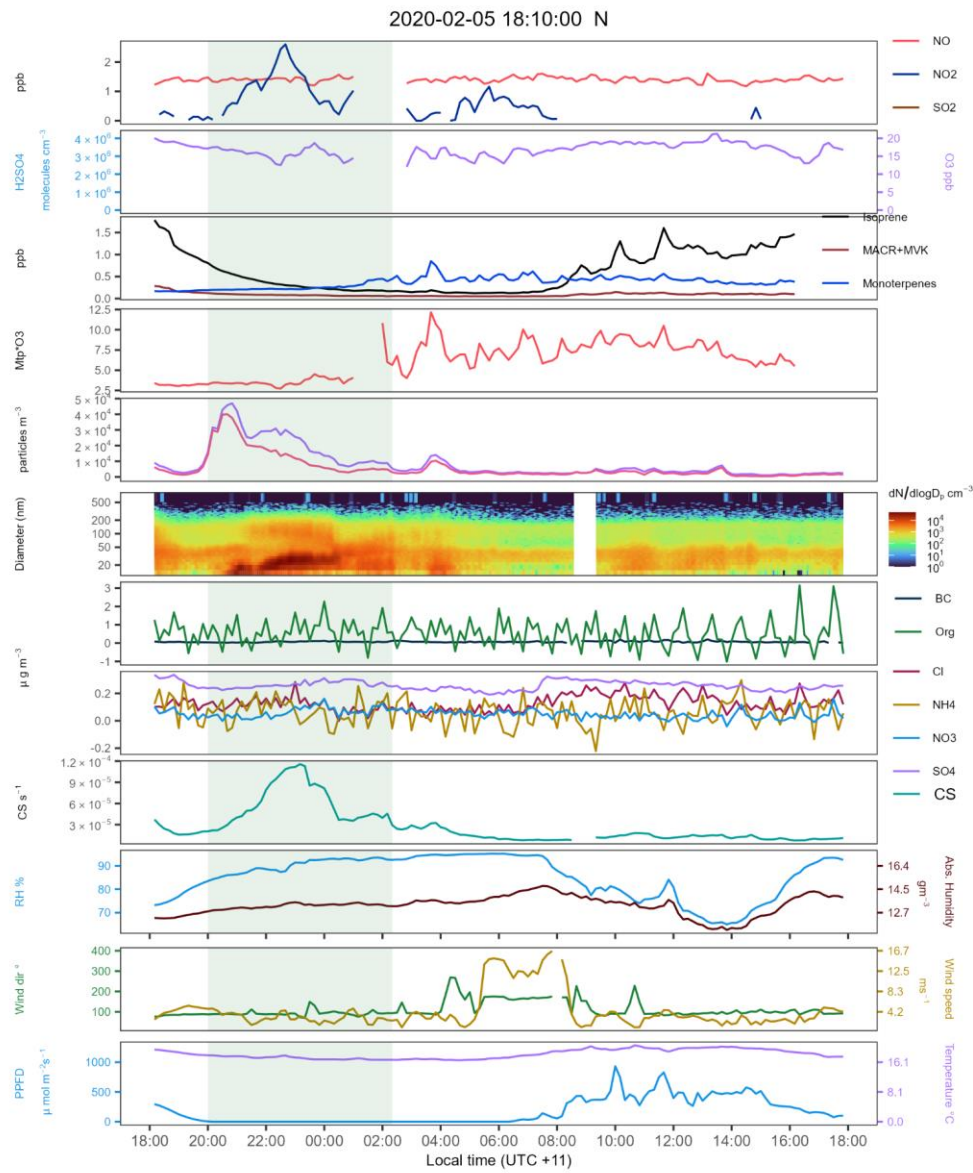 2020-02-05 18:10:00 N
ppb
2
1
0
NO
NO2
SO2
H2SO4
molecules cm⁻³
4 × 10⁶
3 × 10⁶
2 × 10⁶
1 × 10⁶
0
20
15
10
5
0
O3 ppb
ppb
1.5
1.0
0.5
0.0
Isoprene
MACR+MVK
Monoterpenes
Mtp*O3
12.5
10.0
7.5
5.0
2.5
particles m⁻³
5 × 10⁴
4 × 10⁴
3 × 10⁴
2 × 10⁴
1 × 10⁴
0
Diameter (nm)
500
200
100
50
20
dN/dlogDₚ cm⁻³
10⁴
10³
10²
10¹
10⁰
μ g m⁻³
3
2
1
0
-1
0.2
0.0
-0.2
BC
Org
Cl
NH4
NO3
SO4
CS
CS s⁻¹
1.2 × 10⁻⁴
9 × 10⁻⁵
6 × 10⁻⁵
3 × 10⁻⁵
RH %
90
80
70
16.4
14.5
12.7
Abs. Humidity
gm⁻³
Wind dir °
400
300
200
100
16.7
12.5
8.3
4.2
Wind speed
ms⁻¹
PPFD
μ mol m⁻²s⁻¹
1000
500
0
16.1
8.1
0.0
Temperature °C
18:00 20:00 22:00 00:00 02:00 04:00 06:00 08:00 10:00 12:00 14:00 16:00 18:00
Local time (UTC +11)